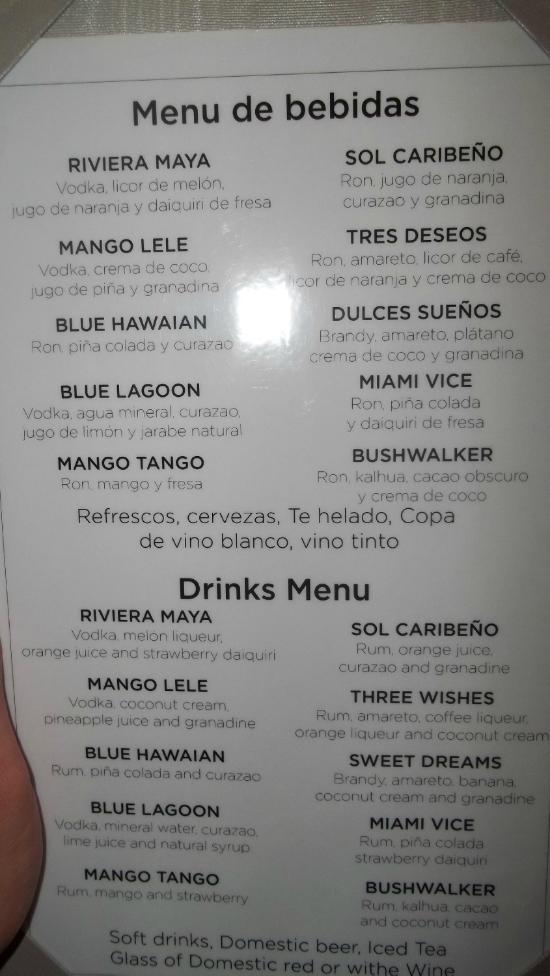 Menu de bebidas
RIVIERA MAYA
Vodka, licor de melón,
jugo de naranja y daiquiri de fresa
MANGO LELE
Vodka, crema de coco,
jugo de piña y granadina
BLUE HAWAIAN
Ron, piña colada y curazao
BLUE LAGOON
Vodka, agua mineral, curazao,
jugo de limón y jarabe natural
MANGO TANGO
Ron, mango y fresa
SOL CARIBEÑO
Ron, jugo de naranja,
curazao y granadina
TRES DESEOS
Ron, amareto, licor de café,
licor de naranja y crema de coco
DULCES SUEÑOS
Brandy, amareto, plátano
crema de coco y granadina
MIAMI VICE
Ron, piña colada
y daiquiri de fresa
BUSHWALKER
Ron, kalhua, cacao obscuro
y crema de coco
Refrescos, cervezas, Te helado, Copa
de vino blanco, vino tinto
Drinks Menu
RIVIERA MAYA
Vodka, melon liqueur,
orange juice and strawberry daiquiri
MANGO LELE
Vodka, coconut cream,
pineapple juice and granadine
BLUE HAWAIAN
Rum, piña colada and curazao
BLUE LAGOON
Vodka, mineral water, curazao,
lime juice and natural syrup
MANGO TANGO
Rum, mango and strawberry
SOL CARIBEÑO
Rum, orange juice,
curazao and granadine
THREE WISHES
Rum, amareto, coffee liqueur,
orange liqueur and coconut cream
SWEET DREAMS
Brandy, amareto, banana,
coconut cream and granadine
MIAMI VICE
Rum, piña colada
strawberry daiquiri
BUSHWALKER
Rum, kalhua, cacao
and coconut cream
Soft drinks, Domestic beer, Iced Tea
Glass of Domestic red or withe Wine